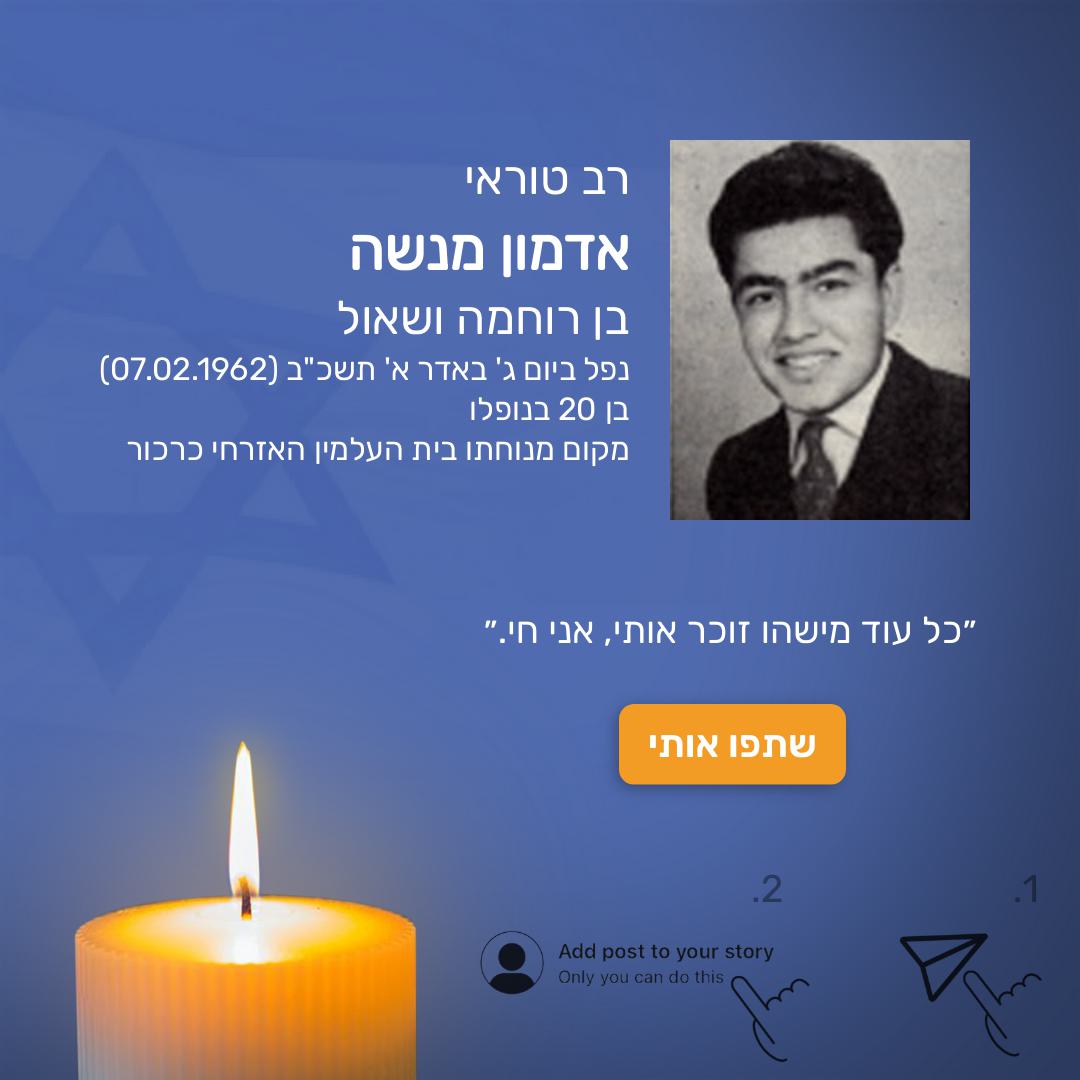 רב טוראי
אדמון מנשה
בן רוחמה ושאול
נפל ביום ג' באדר א' תשכ"ב (07.02.1962)
בן 20 בנופלו
מקום מנוחתו בית העלמין האזרחי כרכור
"כל עוד מישהו זוכר אותי, אני חי."
שתפו אותי
1.
2.
Add post to your story
Only you can do this